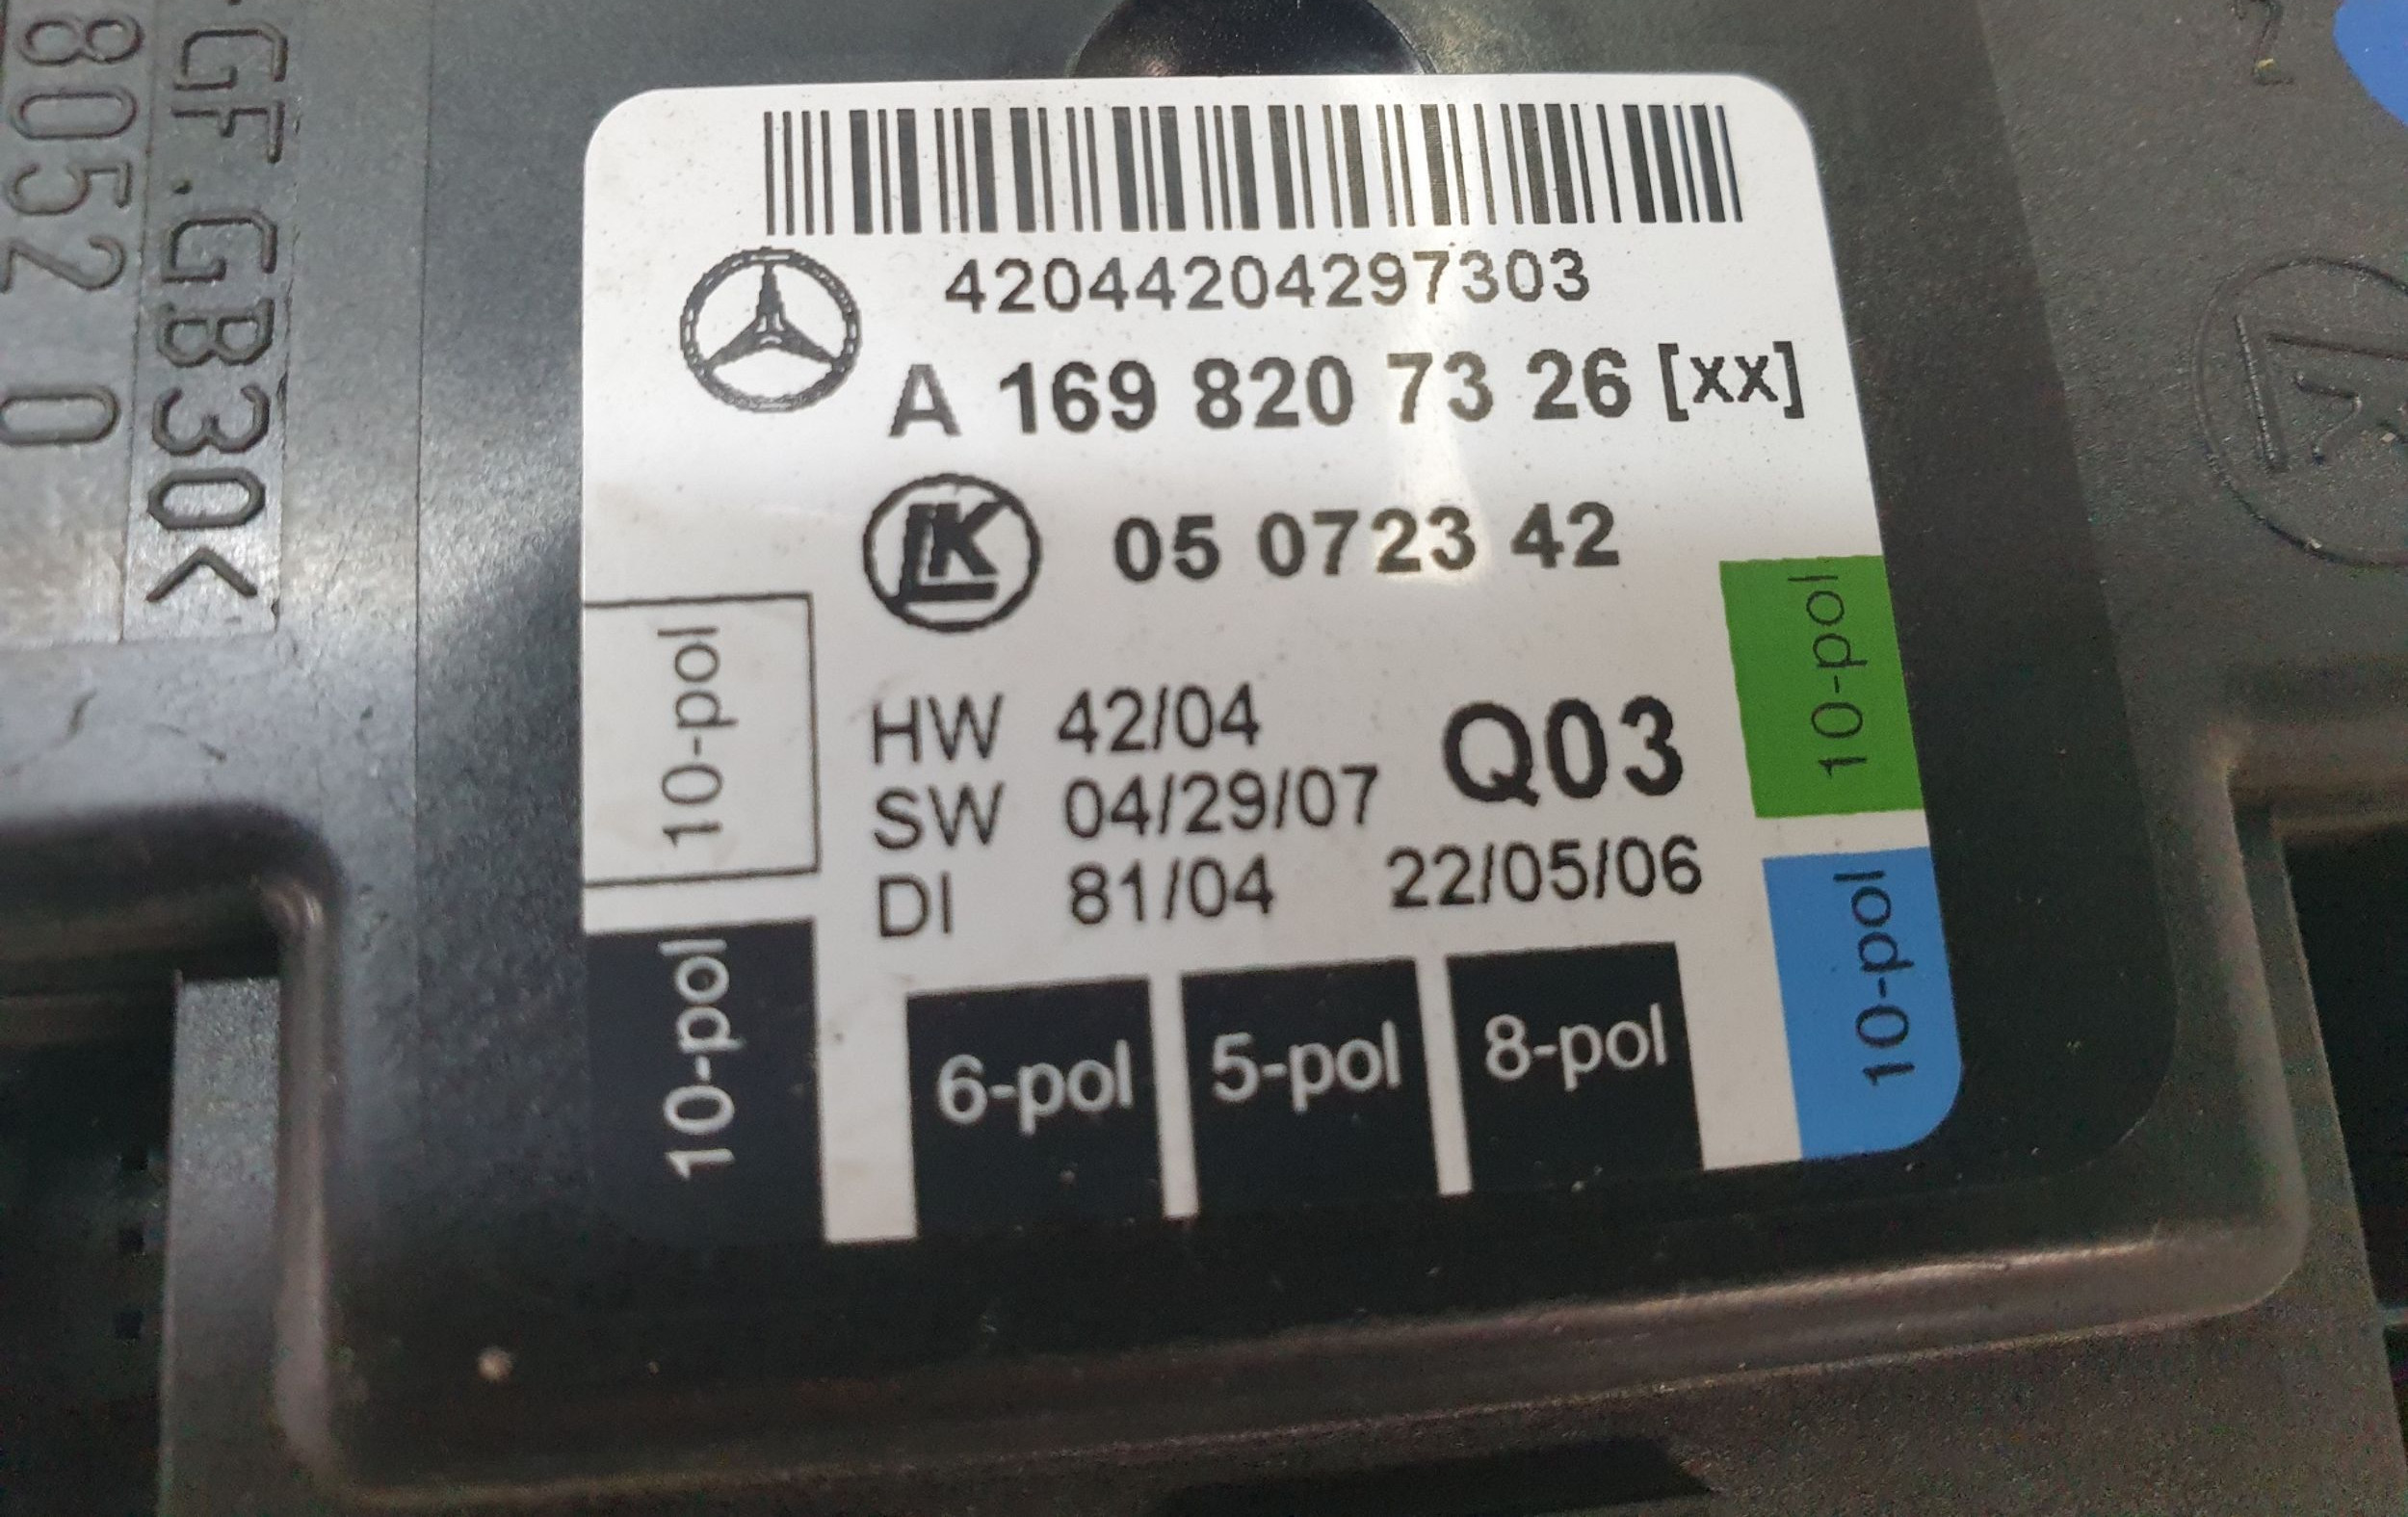 GF.GB30<
8052 0
42044204297303
A 169 820 73 26 [xx]
LK 05 0723 42
10-pol
HW 42/04
SW 04/29/07
Q03
DI 81/04 22/05/06
10-pol
10-pol
10-pol
6-pol
5-pol
8-pol